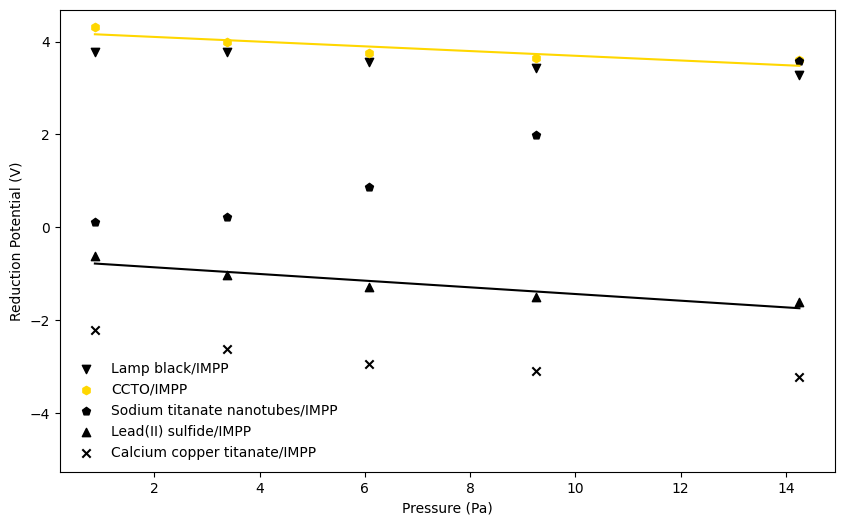 4
2
0
−2
−4
Reduction Potential (V)
Lamp black/IMPP
CCTO/IMPP
Sodium titanate nanotubes/IMPP
Lead(II) sulfide/IMPP
Calcium copper titanate/IMPP
2 4 6 8 10 12 14
Pressure (Pa)